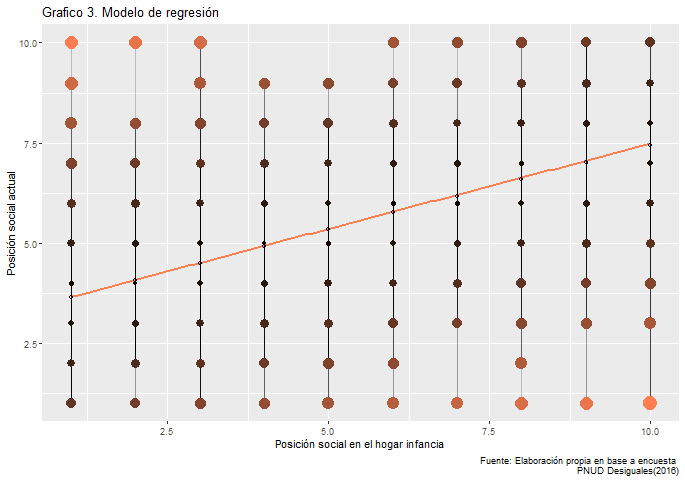 Grafico 3. Modelo de regresión
Posición social actual
10.0
7.5
5.0
2.5
2.5
5.0
7.5
10.0
Posición social en el hogar infancia
Fuente: Elaboración propia en base a encuesta
PNUD Desiguales(2016)